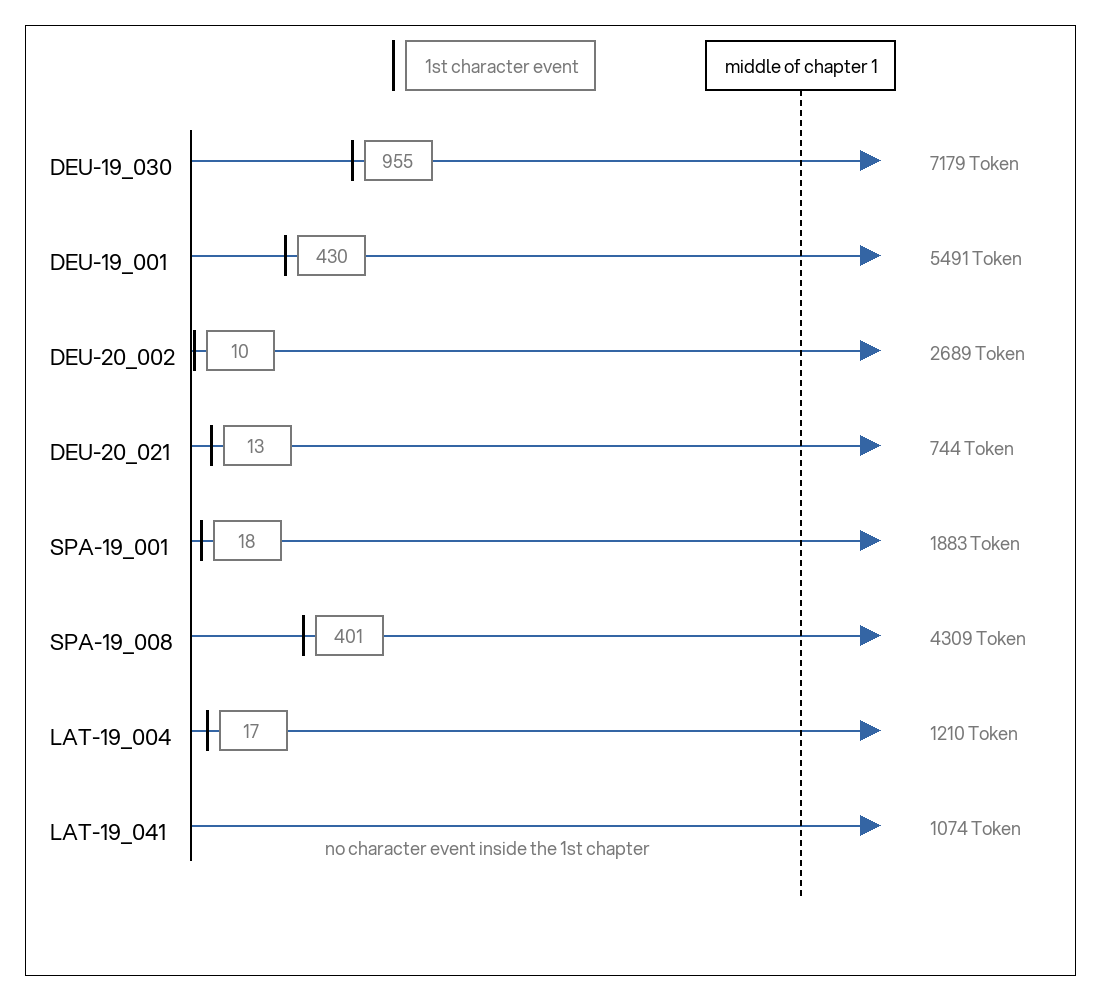 1st character event
middle of chapter 1
DEU-19_030 955 7179 Token
DEU-19_001 430 5491 Token
DEU-20_002 10 2689 Token
DEU-20_021 13 744 Token
SPA-19_001 18 1883 Token
SPA-19_008 401 4309 Token
LAT-19_004 17 1210 Token
LAT-19_041 1074 Token
no character event inside the 1st chapter